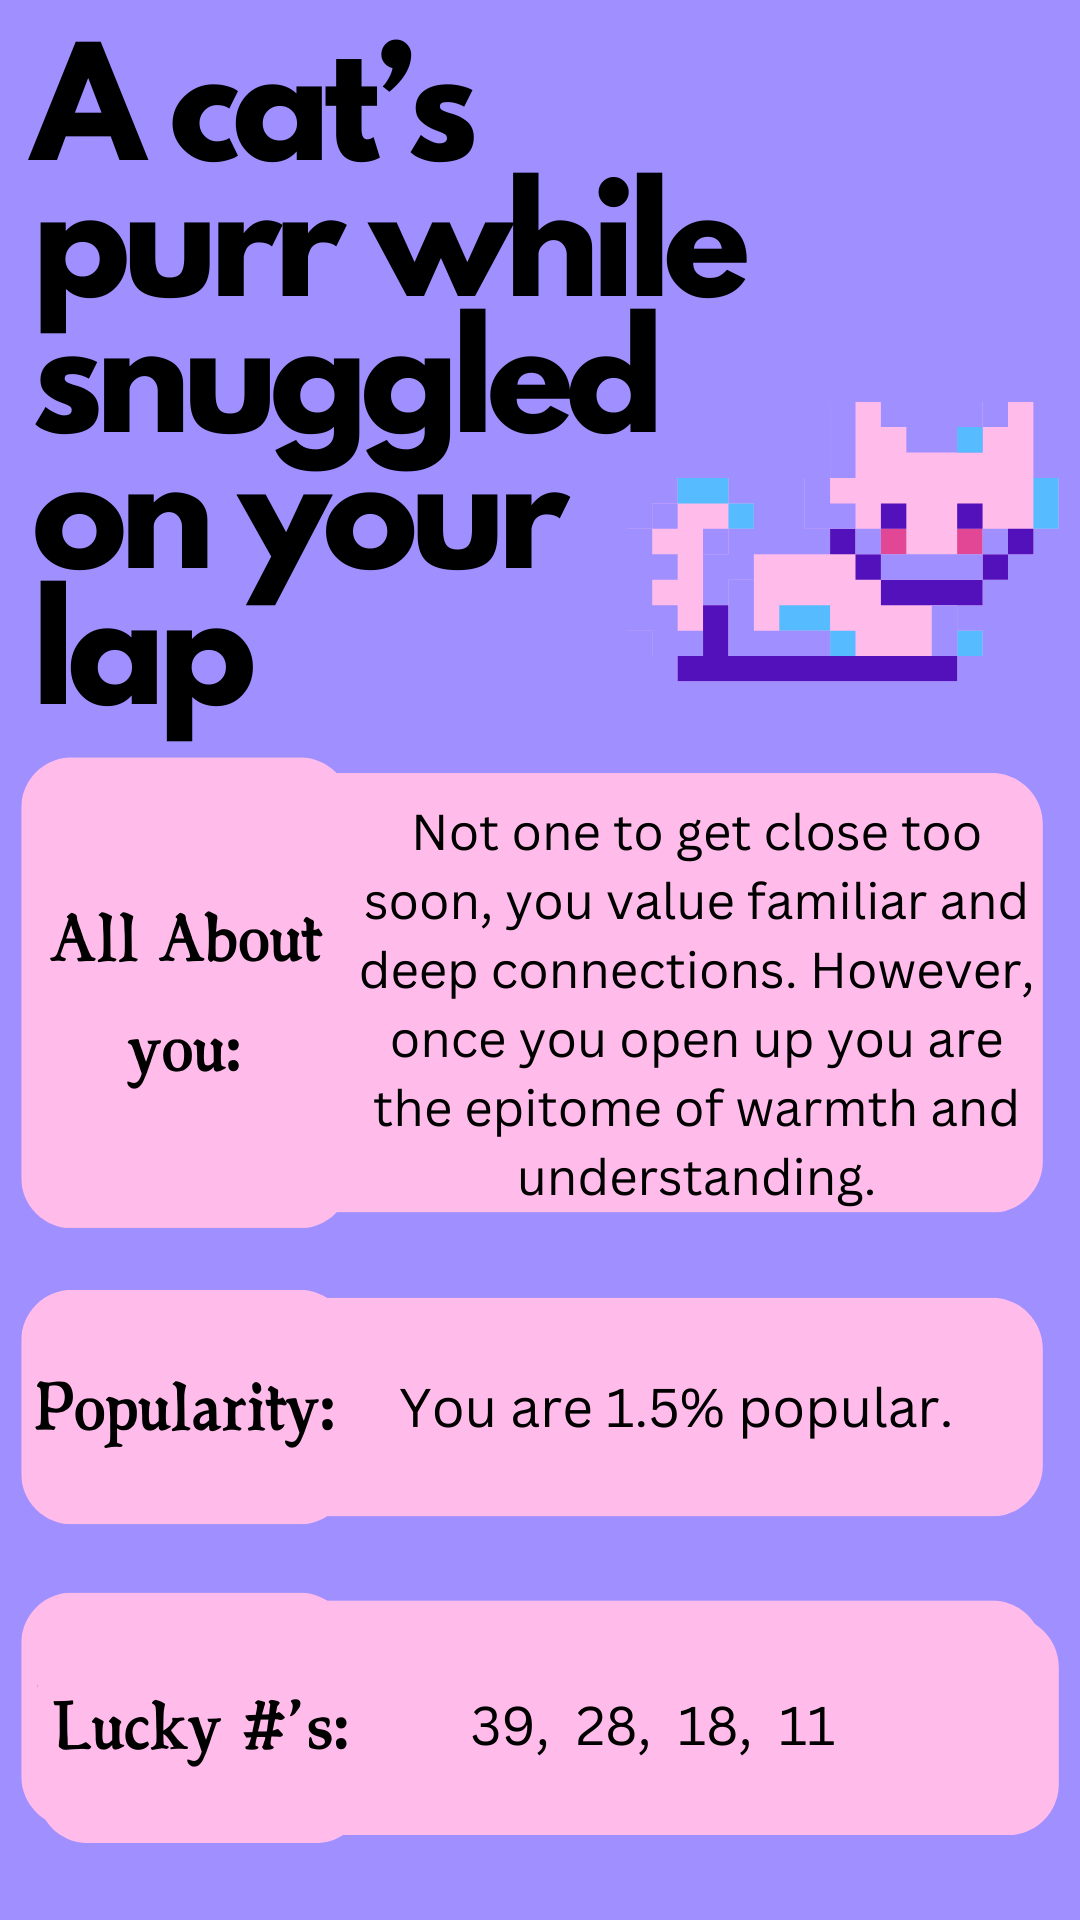 A cat’s
purr while
snuggled
on your
lap
All About
you:
Not one to get close too
soon, you value familiar and
deep connections. However,
once you open up you are
the epitome of warmth and
understanding.
Popularity:
You are 1.5% popular.
Lucky #’s:
39, 28, 18, 11